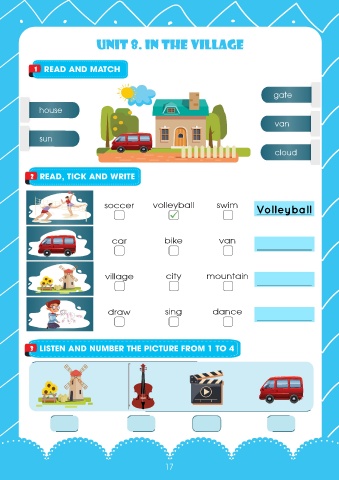 UNIT 8. IN THE VILLAGE
1 READ AND MATCH
gate
house
van
sun
cloud
2 READ, TICK AND WRITE
soccer volleyball swim Volleyball
car bike van
village city mountain
draw sing dance
3 LISTEN AND NUMBER THE PICTURE FROM 1 TO 4
17